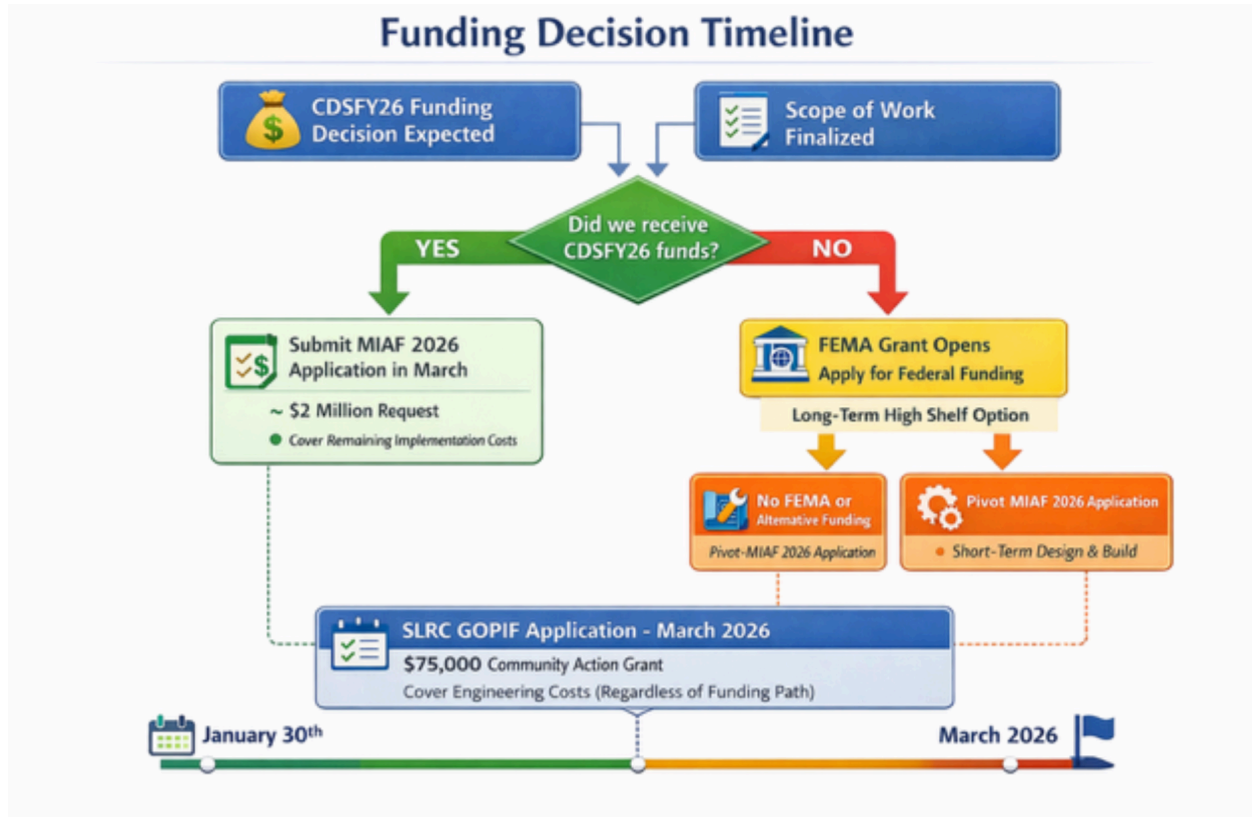 Funding Decision Timeline
CDSFY26 Funding
Decision Expected
Scope of Work
Finalized
Did we receive
CDSFY26 funds?
YES
NO
Submit MIAF 2026
Application in March
~ $2 Million Request
● Cover Remaining Implementation Costs
FEMA Grant Opens
Apply for Federal Funding
Long-Term High Shelf Option
No FEMA or
Alternative Funding
Pivot-MIAF 2026 Application
Pivot MIAF 2026 Application
• Short-Term Design & Build
SLRC GOPIF Application - March 2026
$75,000 Community Action Grant
Cover Engineering Costs (Regardless of Funding Path)
January 30th
March 2026